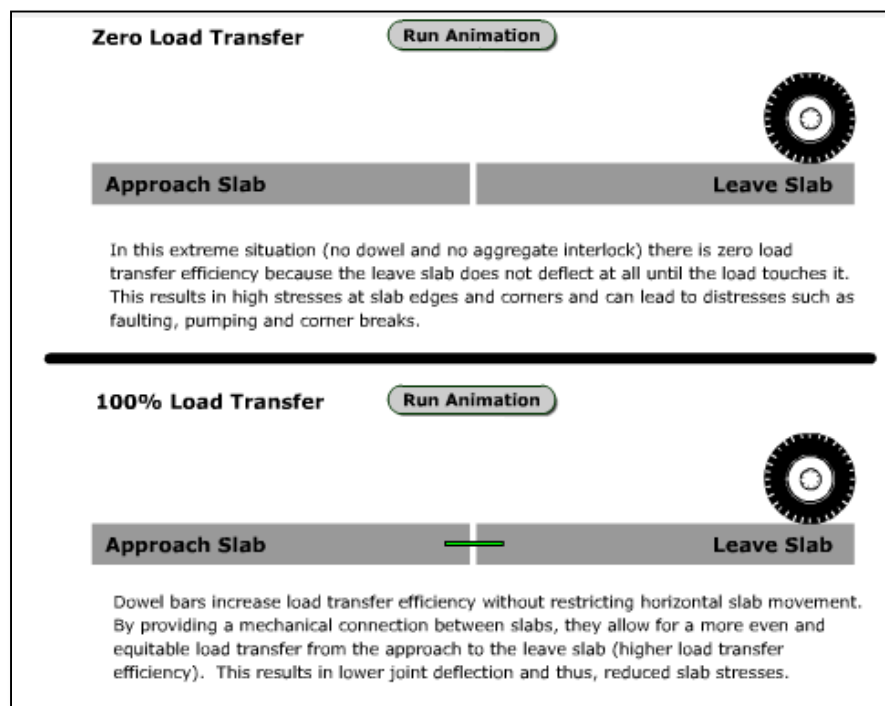 Zero Load Transfer Run Animation
Approach Slab Leave Slab
In this extreme situation (no dowel and no aggregate interlock) there is zero load
transfer efficiency because the leave slab does not deflect at all until the load touches it.
This results in high stresses at slab edges and corners and can lead to distresses such as
faulting, pumping and corner breaks.
100% Load Transfer Run Animation
Approach Slab Leave Slab
Dowel bars increase load transfer efficiency without restricting horizontal slab movement.
By providing a mechanical connection between slabs, they allow for a more even and
equitable load transfer from the approach to the leave slab (higher load transfer
efficiency).  This results in lower joint deflection and thus, reduced slab stresses.